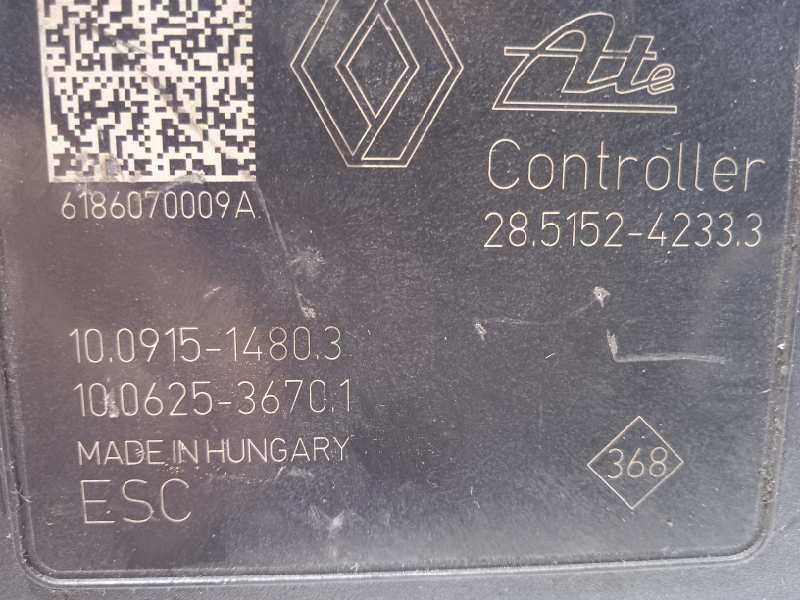 Ate
Controller
6186070009A
28.5152-4233.3
10.0915-1480.3
10.0625-3670.1
MADE IN HUNGARY
368
ESC